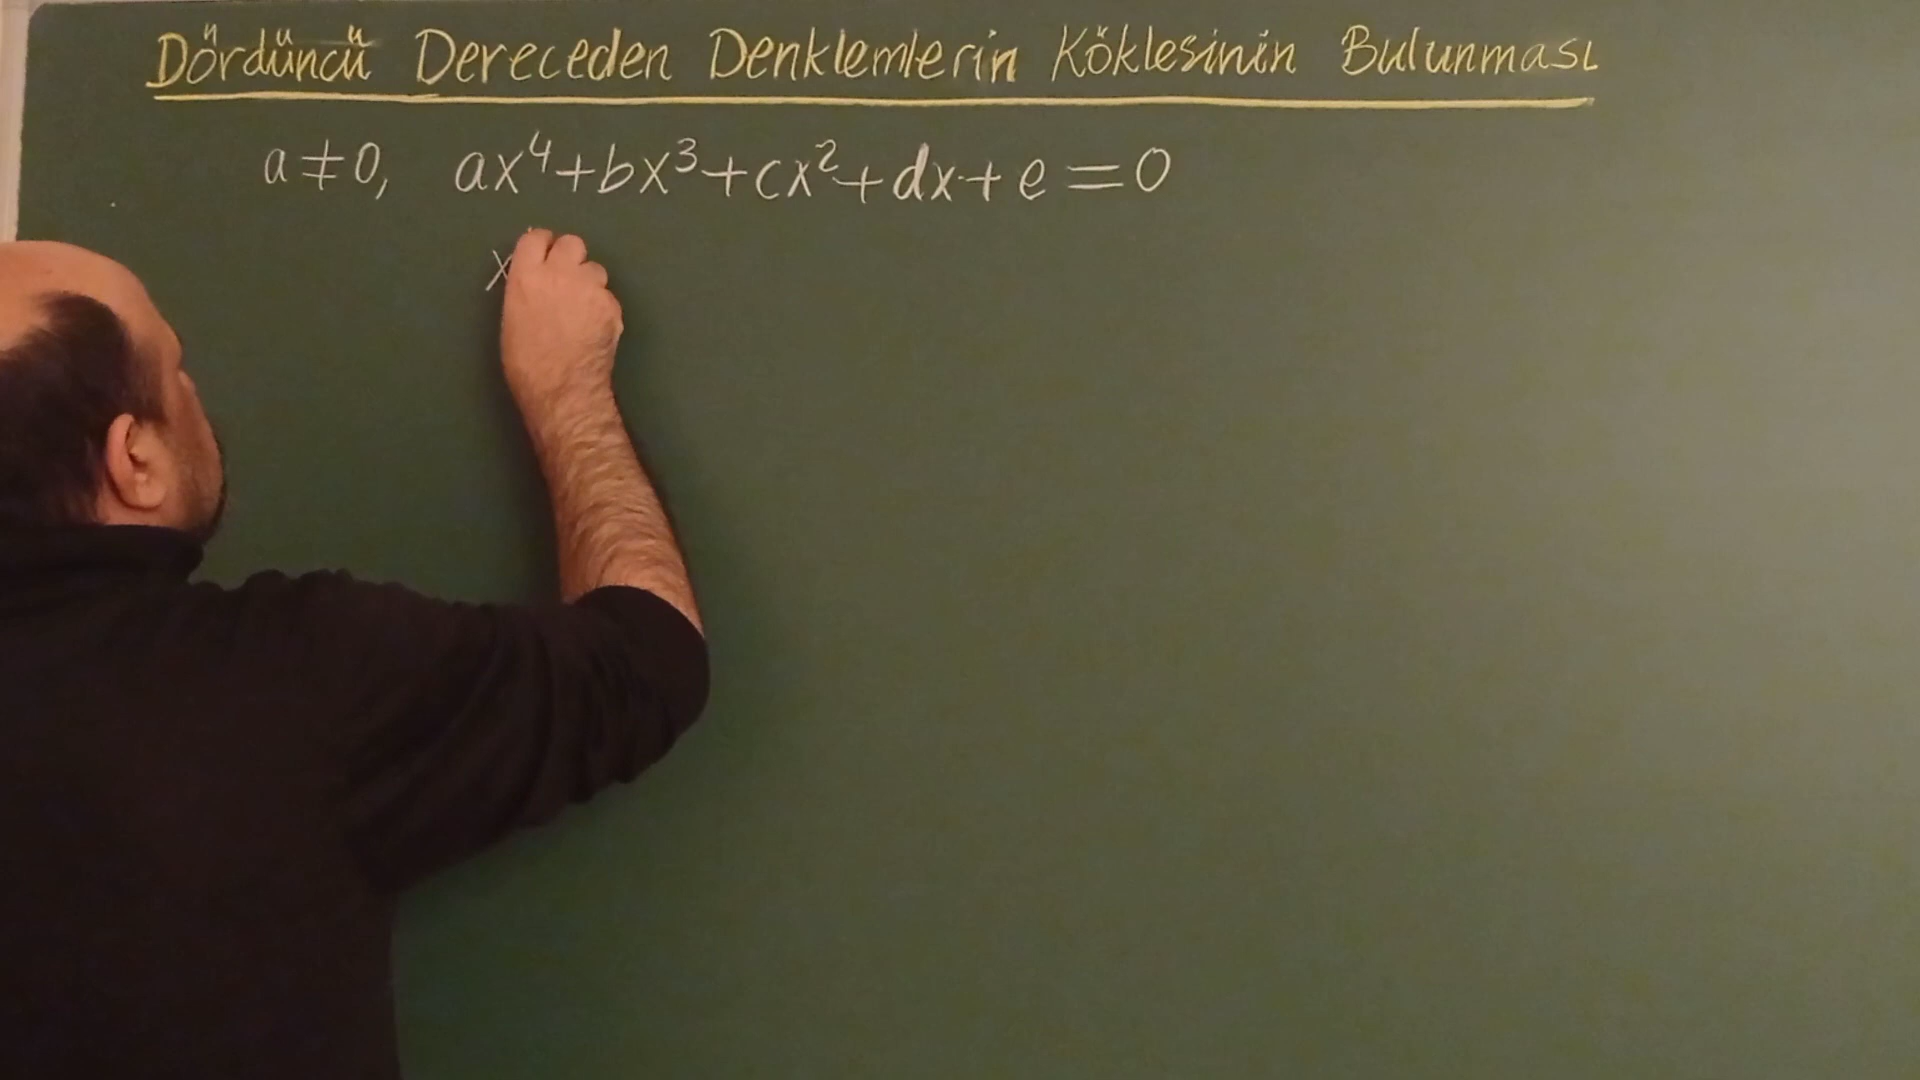 Dördüncü Dereceden Denklemlerin Köklesinin Bulunması
a≠0, ax⁴+bx³+cx²+dx+e=0
x